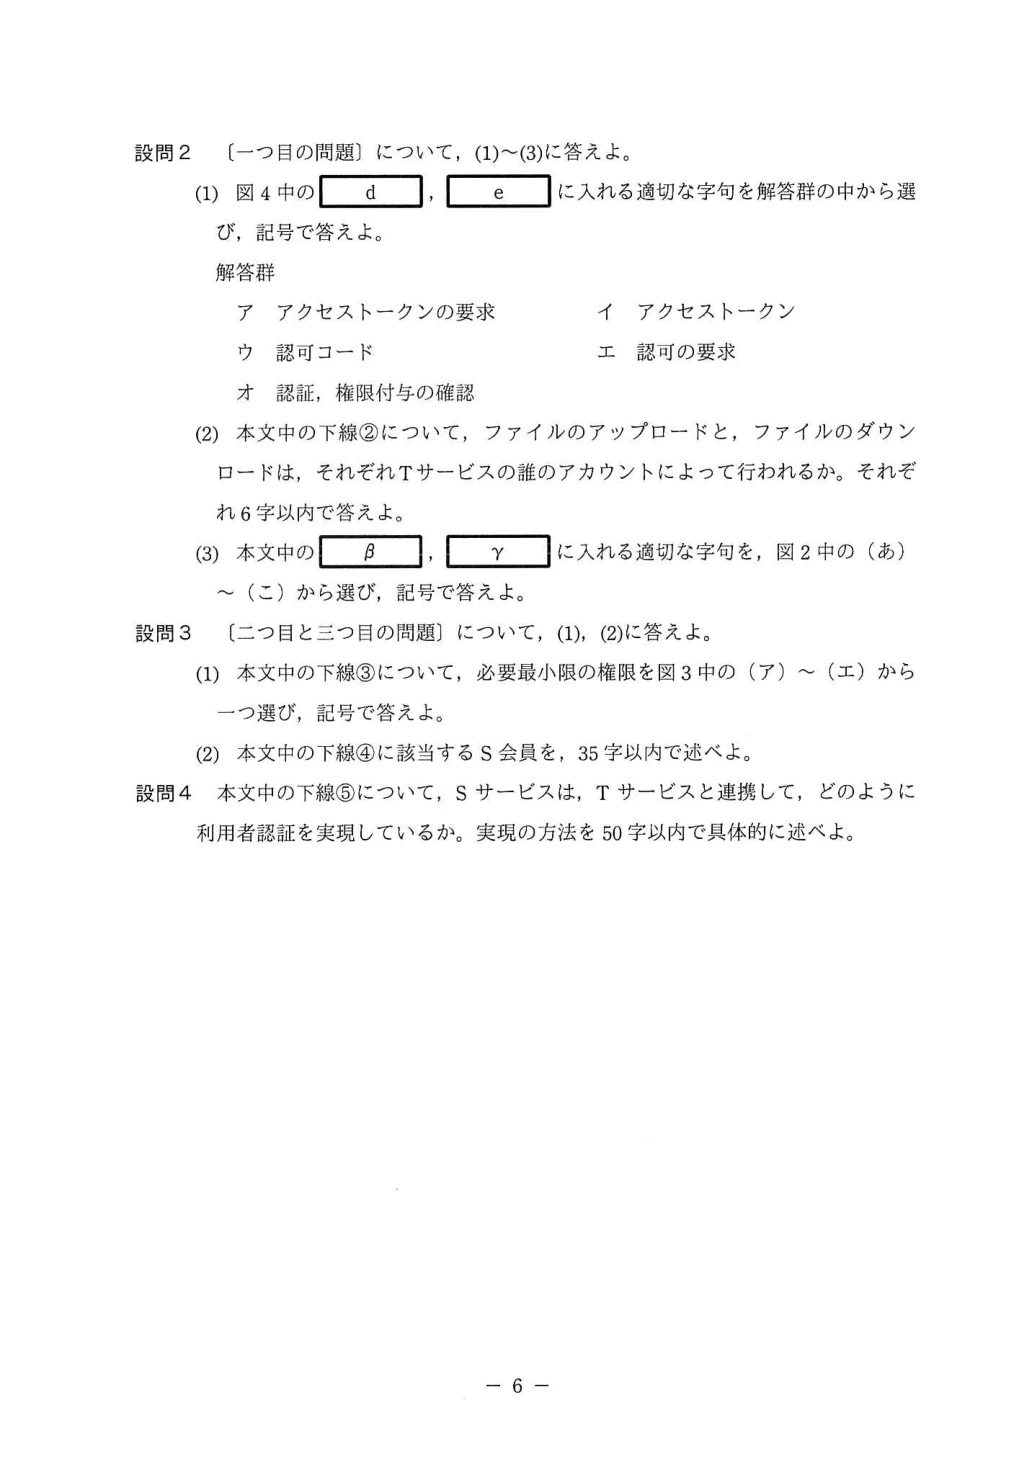 設問２　〔一つ目の問題〕について，(1)～(3)に答えよ。
(1)　図４中の d ， e に入れる適切な字句を解答群の中から選
び，記号で答えよ。
解答群
ア　アクセストークンの要求　　　イ　アクセストークン
ウ　認可コード　　　エ　認可の要求
オ　認証，権限付与の確認
(2)　本文中の下線②について，ファイルのアップロードと，ファイルのダウン
ロードは，それぞれTサービスの誰のアカウントによって行われるか。それぞ
れ6字以内で答えよ。
(3)　本文中の β ， γ に入れる適切な字句を，図２中の（あ）
～（こ）から選び，記号で答えよ。
設問３　〔二つ目と三つ目の問題〕について，(1)，(2)に答えよ。
(1)　本文中の下線③について，必要最小限の権限を図３中の（ア）～（エ）から
一つ選び，記号で答えよ。
(2)　本文中の下線④に該当するS会員を，35字以内で述べよ。
設問４　本文中の下線⑤について，Sサービスは，Tサービスと連携して，どのように
利用者認証を実現しているか。実現の方法を50字以内で具体的に述べよ。
－ 6 －